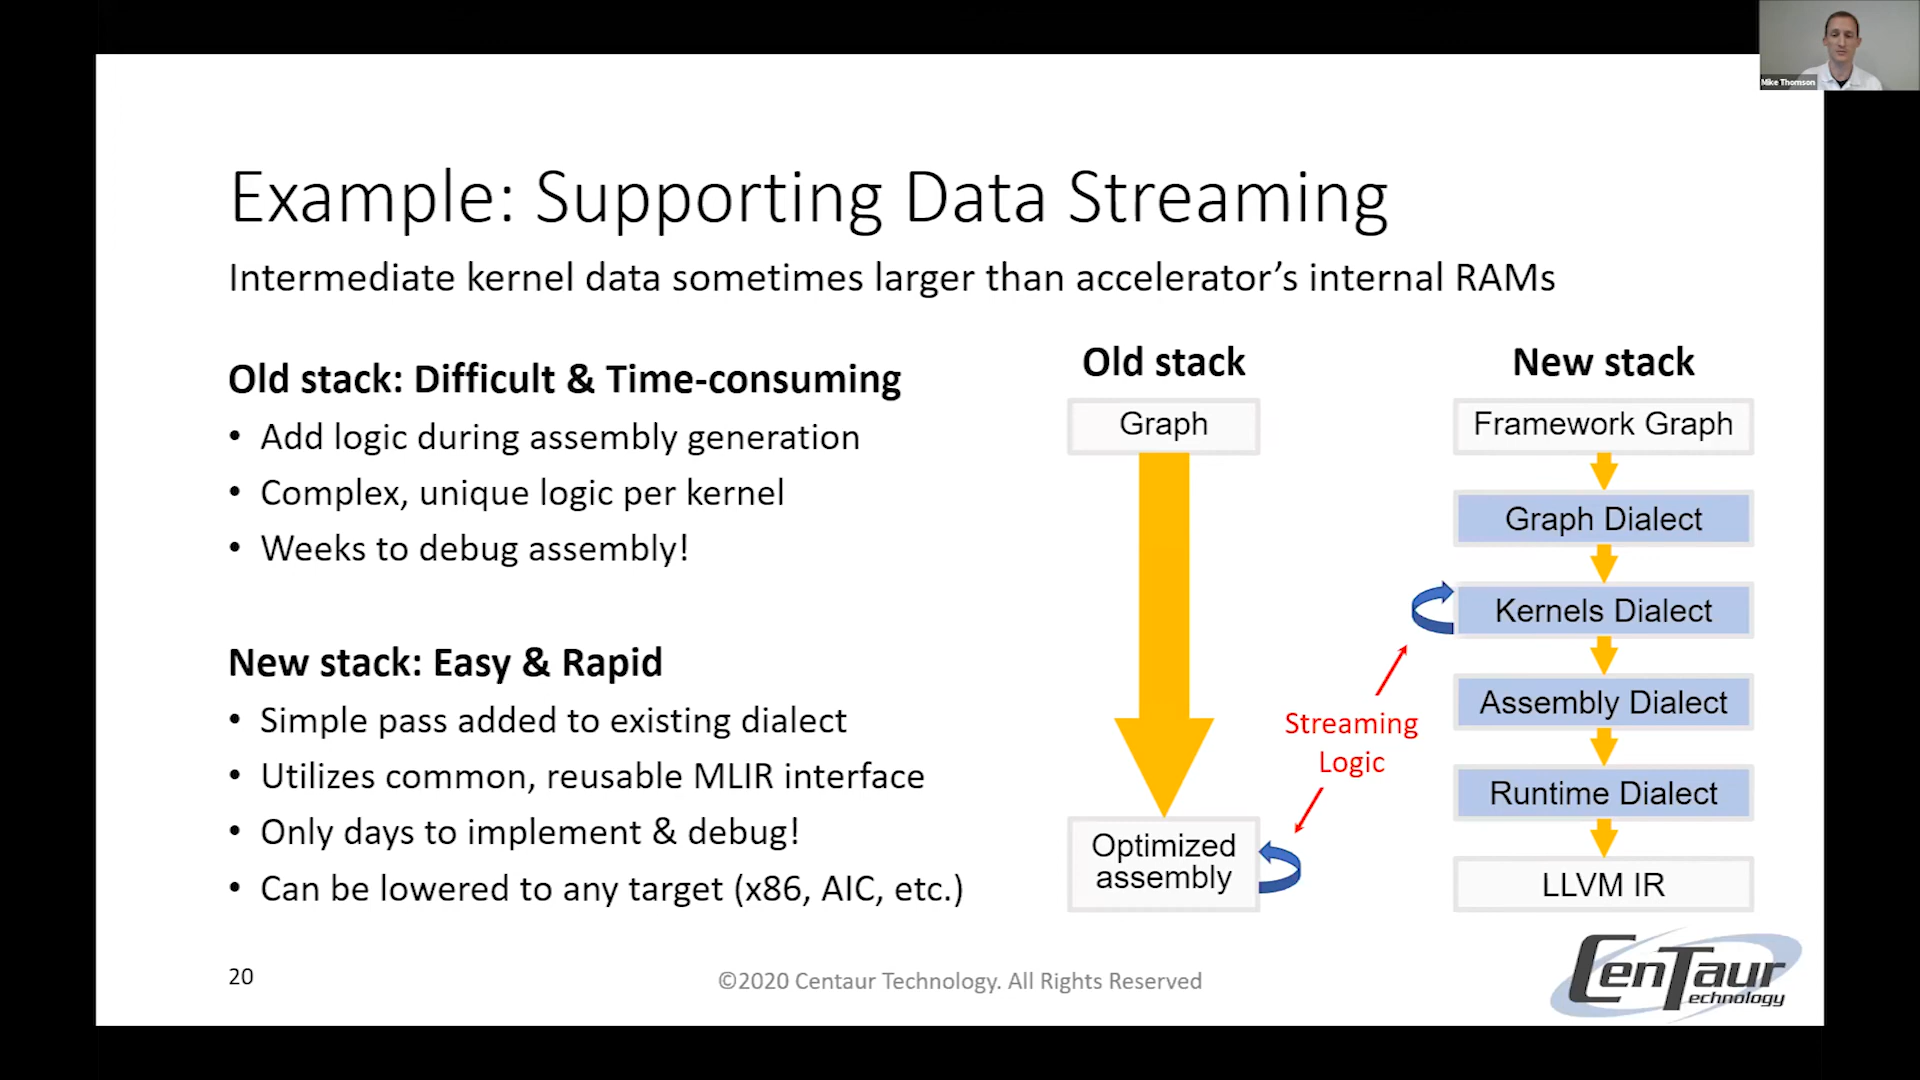 Mike Thomson
Example: Supporting Data Streaming
Intermediate kernel data sometimes larger than accelerator’s internal RAMs
Old stack: Difficult & Time-consuming
• Add logic during assembly generation
• Complex, unique logic per kernel
• Weeks to debug assembly!
New stack: Easy & Rapid
• Simple pass added to existing dialect
• Utilizes common, reusable MLIR interface
• Only days to implement & debug!
• Can be lowered to any target (x86, AIC, etc.)
Old stack
Graph
Optimized
assembly
Streaming
Logic
New stack
Framework Graph
Graph Dialect
Kernels Dialect
Assembly Dialect
Runtime Dialect
LLVM IR
20
©2020 Centaur Technology. All Rights Reserved
CenTaur
Technology